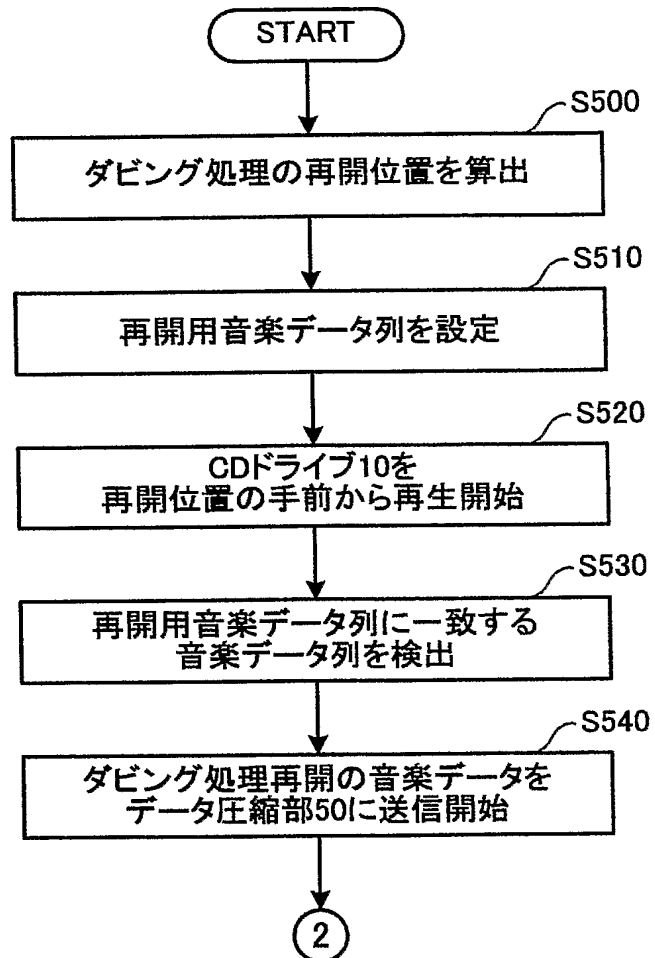 START
S500
ダビング処理の再開位置を算出
S510
再開用音楽データ列を設定
S520
CDドライブ10を
再開位置の手前から再生開始
S530
再開用音楽データ列に一致する
音楽データ列を検出
S540
ダビング処理再開の音楽データを
データ圧縮部50に送信開始
2